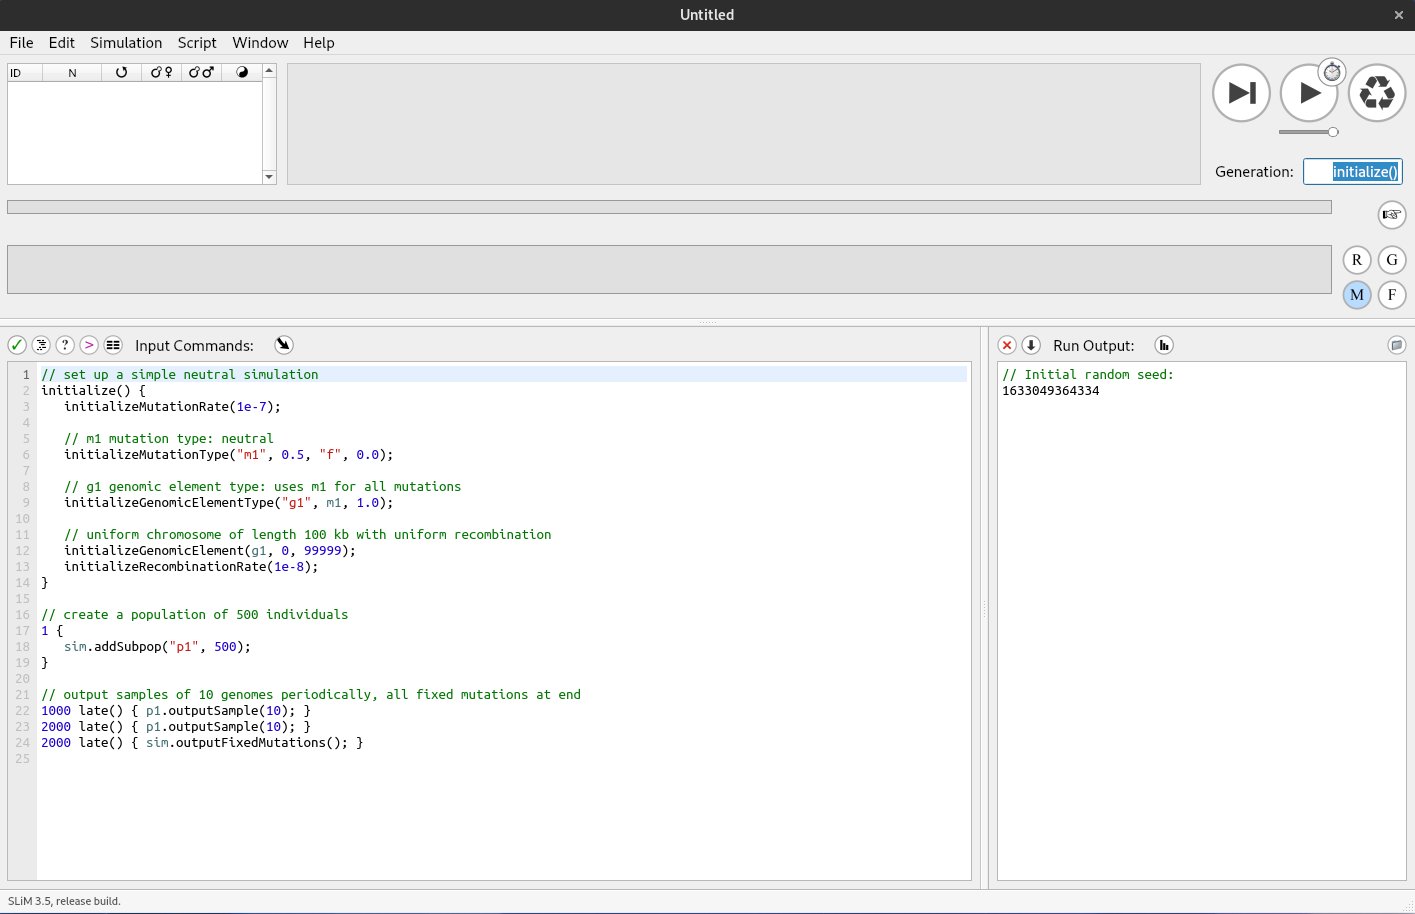 Untitled
File Edit Simulation Script Window Help
ID N
Generation: initialize()
R G
M F
Input Commands:
1 // set up a simple neutral simulation
2 initialize() {
3 initializeMutationRate(1e-7);
4
5 // m1 mutation type: neutral
6 initializeMutationType("m1", 0.5, "f", 0.0);
7
8 // g1 genomic element type: uses m1 for all mutations
9 initializeGenomicElementType("g1", m1, 1.0);
10
11 // uniform chromosome of length 100 kb with uniform recombination
12 initializeGenomicElement(g1, 0, 99999);
13 initializeRecombinationRate(1e-8);
14 }
15
16 // create a population of 500 individuals
17 1 {
18 sim.addSubpop("p1", 500);
19 }
20
21 // output samples of 10 genomes periodically, all fixed mutations at end
22 1000 late() { p1.outputSample(10); }
23 2000 late() { p1.outputSample(10); }
24 2000 late() { sim.outputFixedMutations(); }
25
Run Output:
// Initial random seed:
1633049364334
SLiM 3.5, release build.